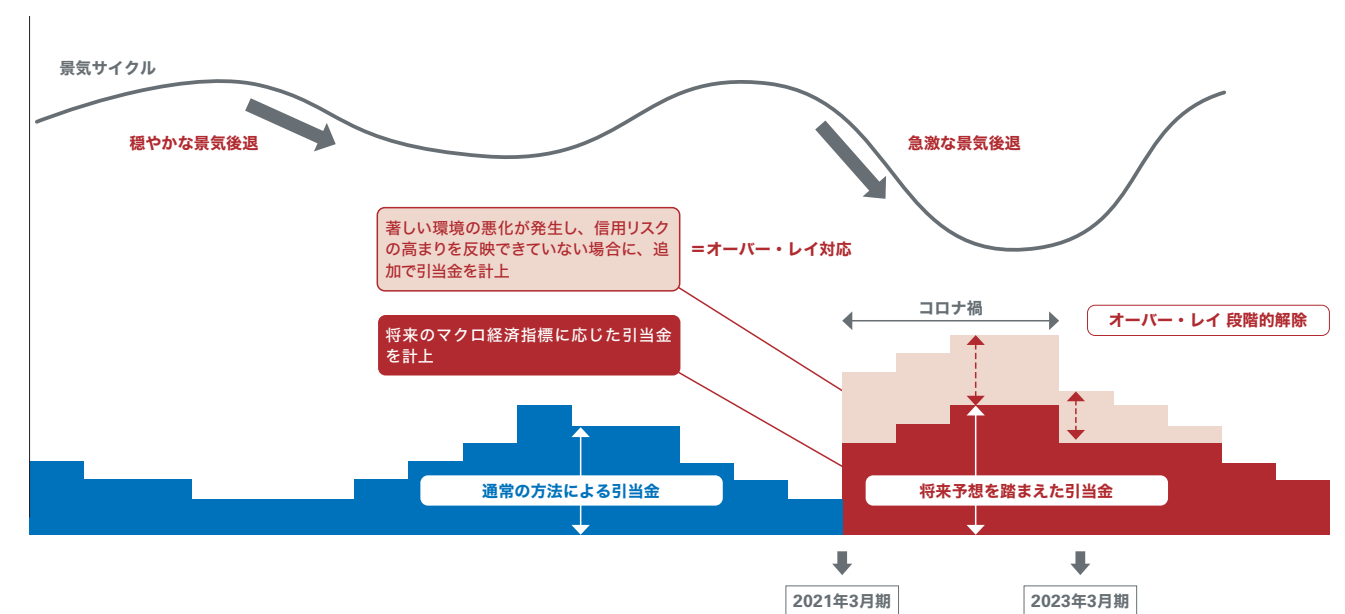 景気サイクル
穏やかな景気後退
急激な景気後退
著しい環境の悪化が発生し、信用リスク
の高まりを反映できていない場合に、追
加で引当金を計上
＝オーバー・レイ対応
コロナ禍
オーバー・レイ 段階的解除
将来のマクロ経済指標に応じた引当金
を計上
通常の方法による引当金
将来予想を踏まえた引当金
2021年3月期
2023年3月期